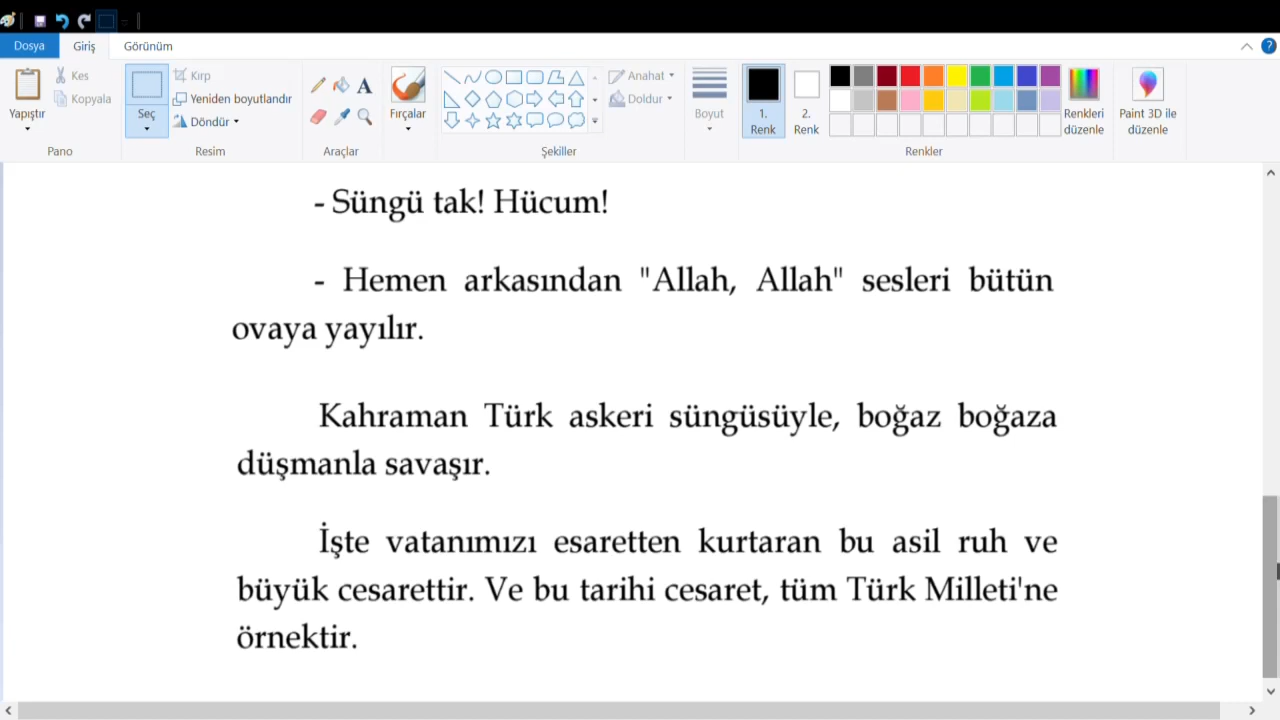 Dosya Giriş Görünüm
Yapıştır
Kes
Kopyala
Pano
Seç
Kırp
Yeniden boyutlandır
Döndür
Resim
A
Araçlar
Fırçalar
Şekiller
Anahat
Doldur
Boyut
1. Renk
2. Renk
Renkleri düzenle
Renkler
Paint 3D ile düzenle
?
- Süngü tak! Hücum!
- Hemen arkasından "Allah, Allah" sesleri bütün
ovaya yayılır.
Kahraman Türk askeri süngüsüyle, boğaz boğaza
düşmanla savaşır.
İşte vatanımızı esaretten kurtaran bu asil ruh ve
büyük cesarettir. Ve bu tarihi cesaret, tüm Türk Milleti'ne
örnektir.